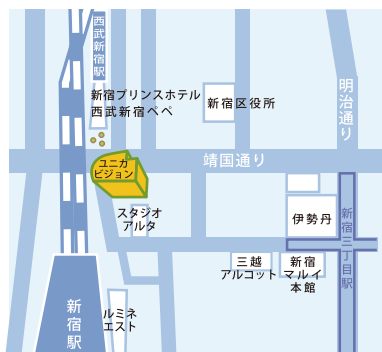 西武新宿駅
新宿プリンスホテル
西武新宿ペペ
新宿区役所
明治通り
靖国通り
ユニカ
ビジョン
スタジオ
アルタ
伊勢丹
新宿三丁目駅
三越
アルコット
新宿
マルイ
本館
新宿駅
ルミネ
エスト